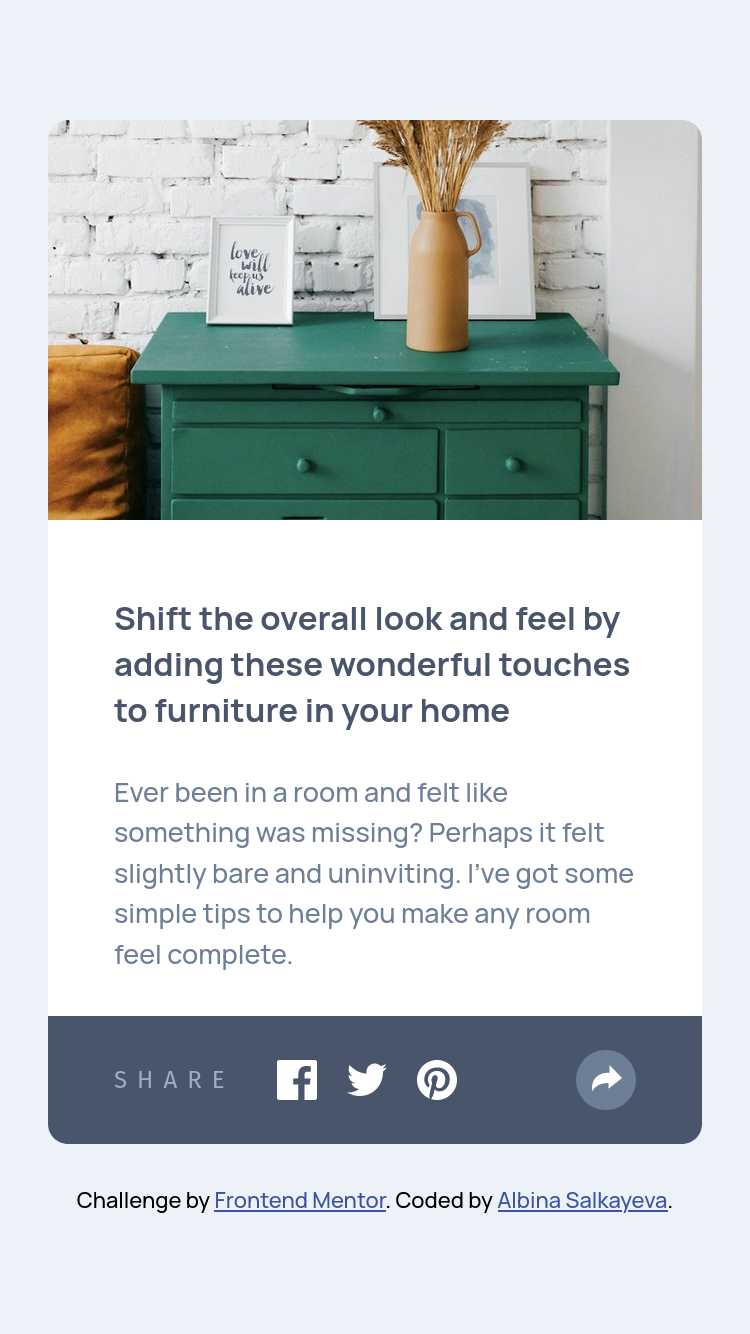 love
will
keep us
alive
Shift the overall look and feel by
adding these wonderful touches
to furniture in your home
Ever been in a room and felt like
something was missing? Perhaps it felt
slightly bare and uninviting. I’ve got some
simple tips to help you make any room
feel complete.
SHARE
Challenge by Frontend Mentor. Coded by Albina Salkayeva.